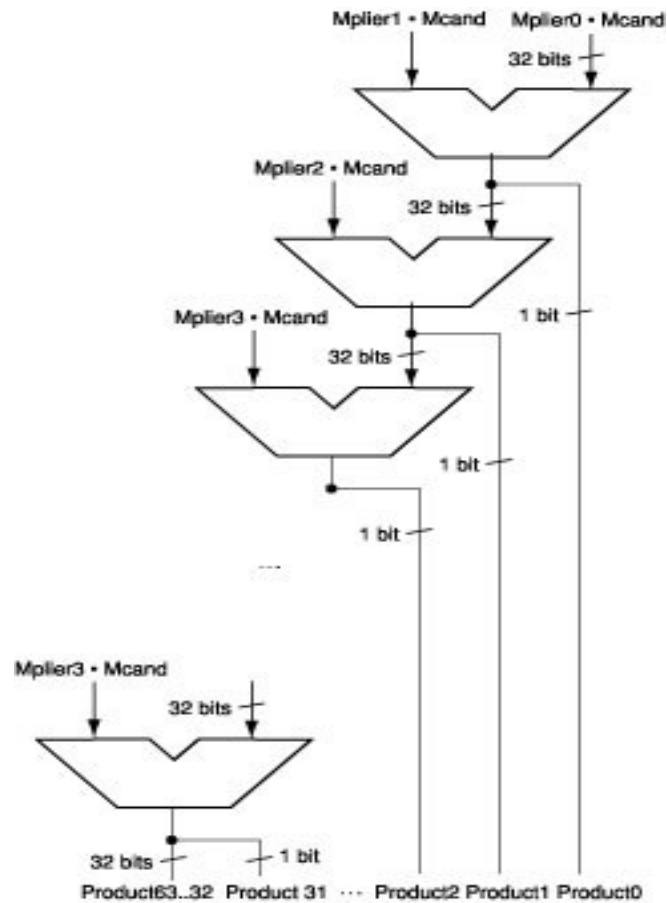 Mplier1 • Mcand Mplier0 • Mcand
32 bits
Mplier2 • Mcand
32 bits
1 bit
Mplier3 • Mcand
32 bits
1 bit
1 bit
...
Mplier3 • Mcand
32 bits
32 bits 1 bit
Product63..32 Product 31 ... Product2 Product1 Product0